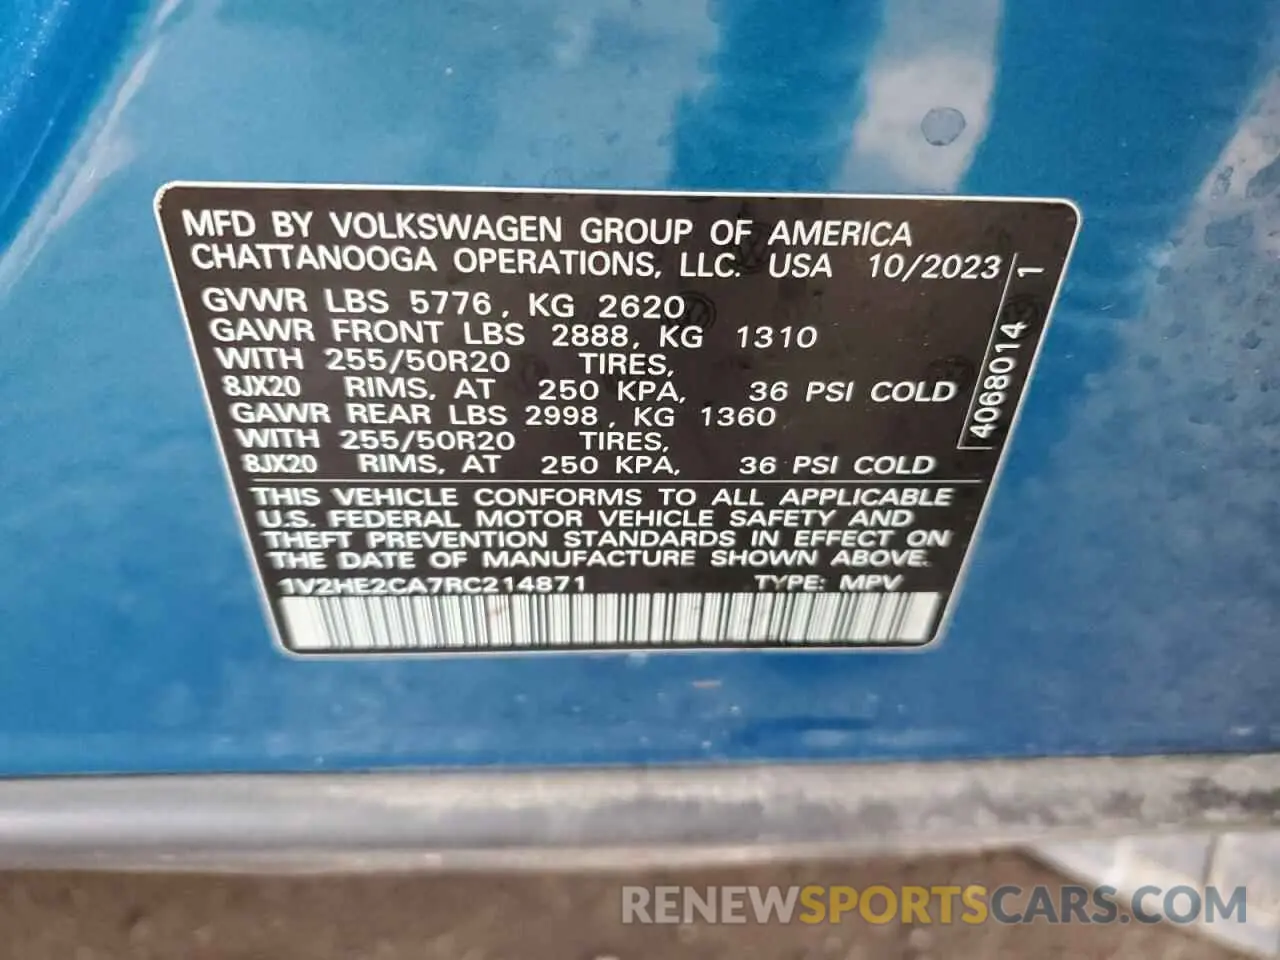 MFD BY VOLKSWAGEN GROUP OF AMERICA
CHATTANOOGA OPERATIONS, LLC. USA 10/2023
GVWR LBS 5776, KG 2620
GAWR FRONT LBS 2888, KG 1310
WITH 255/50R20 TIRES,
8JX20 RIMS, AT 250 KPA, 36 PSI COLD
GAWR REAR LBS 2998, KG 1360
WITH 255/50R20 TIRES,
8JX20 RIMS, AT 250 KPA, 36 PSI COLD
4068014 1
THIS VEHICLE CONFORMS TO ALL APPLICABLE
U.S. FEDERAL MOTOR VEHICLE SAFETY AND
THEFT PREVENTION STANDARDS IN EFFECT ON
THE DATE OF MANUFACTURE SHOWN ABOVE.
1V2HE2CA7RC214871 TYPE: MPV
RENEWSPORTSCARS.COM